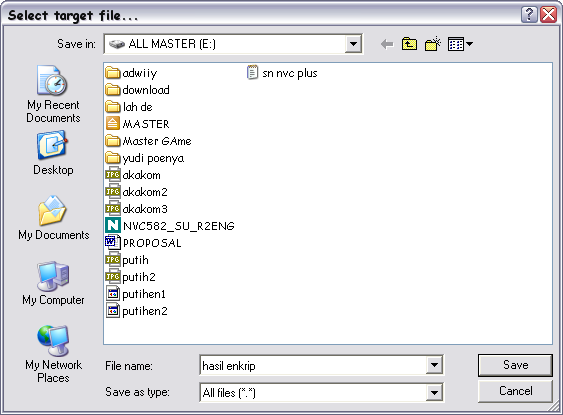 Select target file...
Save in:
ALL MASTER (E:)
My Recent
Documents
Desktop
My Documents
My Computer
My Network
Places
adwiiy
download
lah de
MASTER
Master GAme
yudi poenya
akakom
akakom2
akakom3
NVC582_SU_R2ENG
PROPOSAL
putih
putih2
putihen1
putihen2
sn nvc plus
File name:
hasil enkrip
Save
Save as type:
All files (*.*)
Cancel